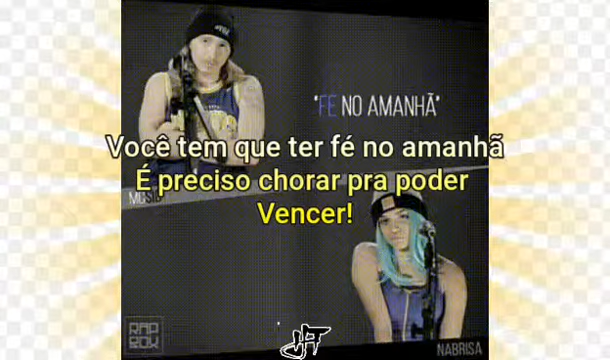 "FÉ NO AMANHÃ"
Você tem que ter fé no amanhã
É preciso chorar pra poder
Vencer!
RAP
BOX
NABRISA